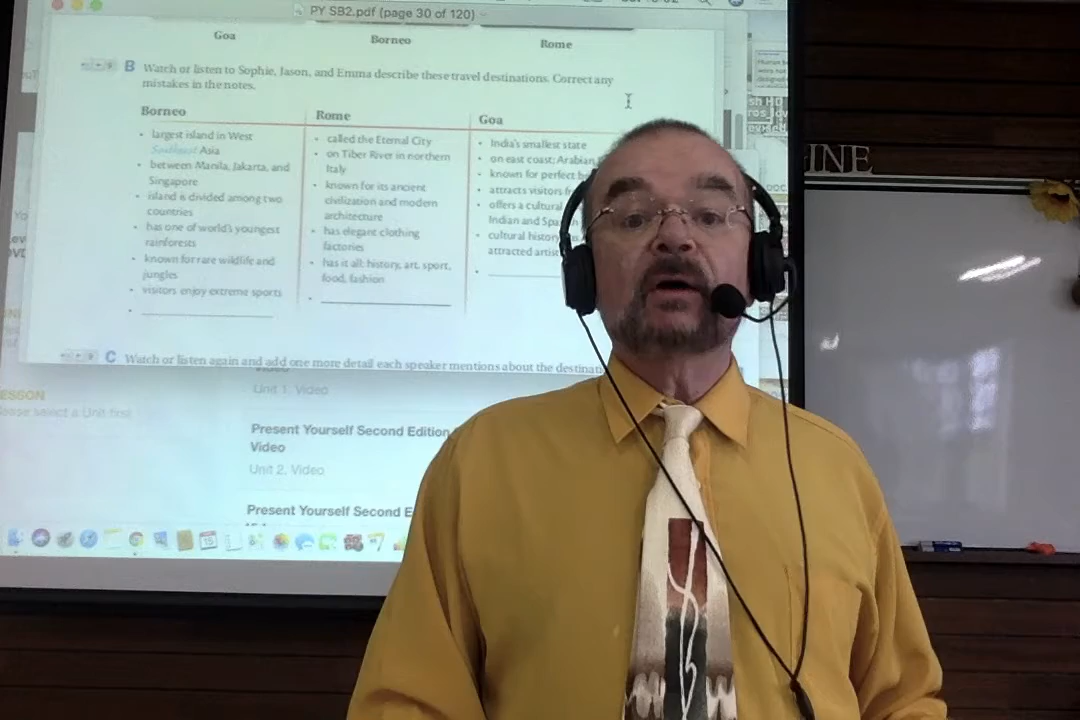 PY SB2.pdf (page 30 of 120)
Goa
Borneo
Rome
B Watch or listen to Sophie, Jason, and Emma describe these travel destinations. Correct any
mistakes in the notes.
Borneo
• largest island in West
Southeast Asia
• between Manila, Jakarta, and
Singapore
• island is divided among two
countries
• has one of world's youngest
rainforests
• known for rare wildlife and
jungles
• visitors enjoy extreme sports
Rome
• called the Eternal City
• on Tiber River in northern
Italy
• known for its ancient
civilization and modern
architecture
• has elegant clothing
factories
• has it all: history, art, sport,
food, fashion
Goa
• India's smallest state
• on east coast; Arabian
• known for perfect
• attracts visitors
• offers a cultural
Indian and
• cultural history
attracted artist
C Watch or listen again and add one more detail each speaker mentions about the
Unit 1, Video
Present Yourself Second Edition
Video
Unit 2, Video
Present Yourself Second E
ESSON
select a Unit first
INE